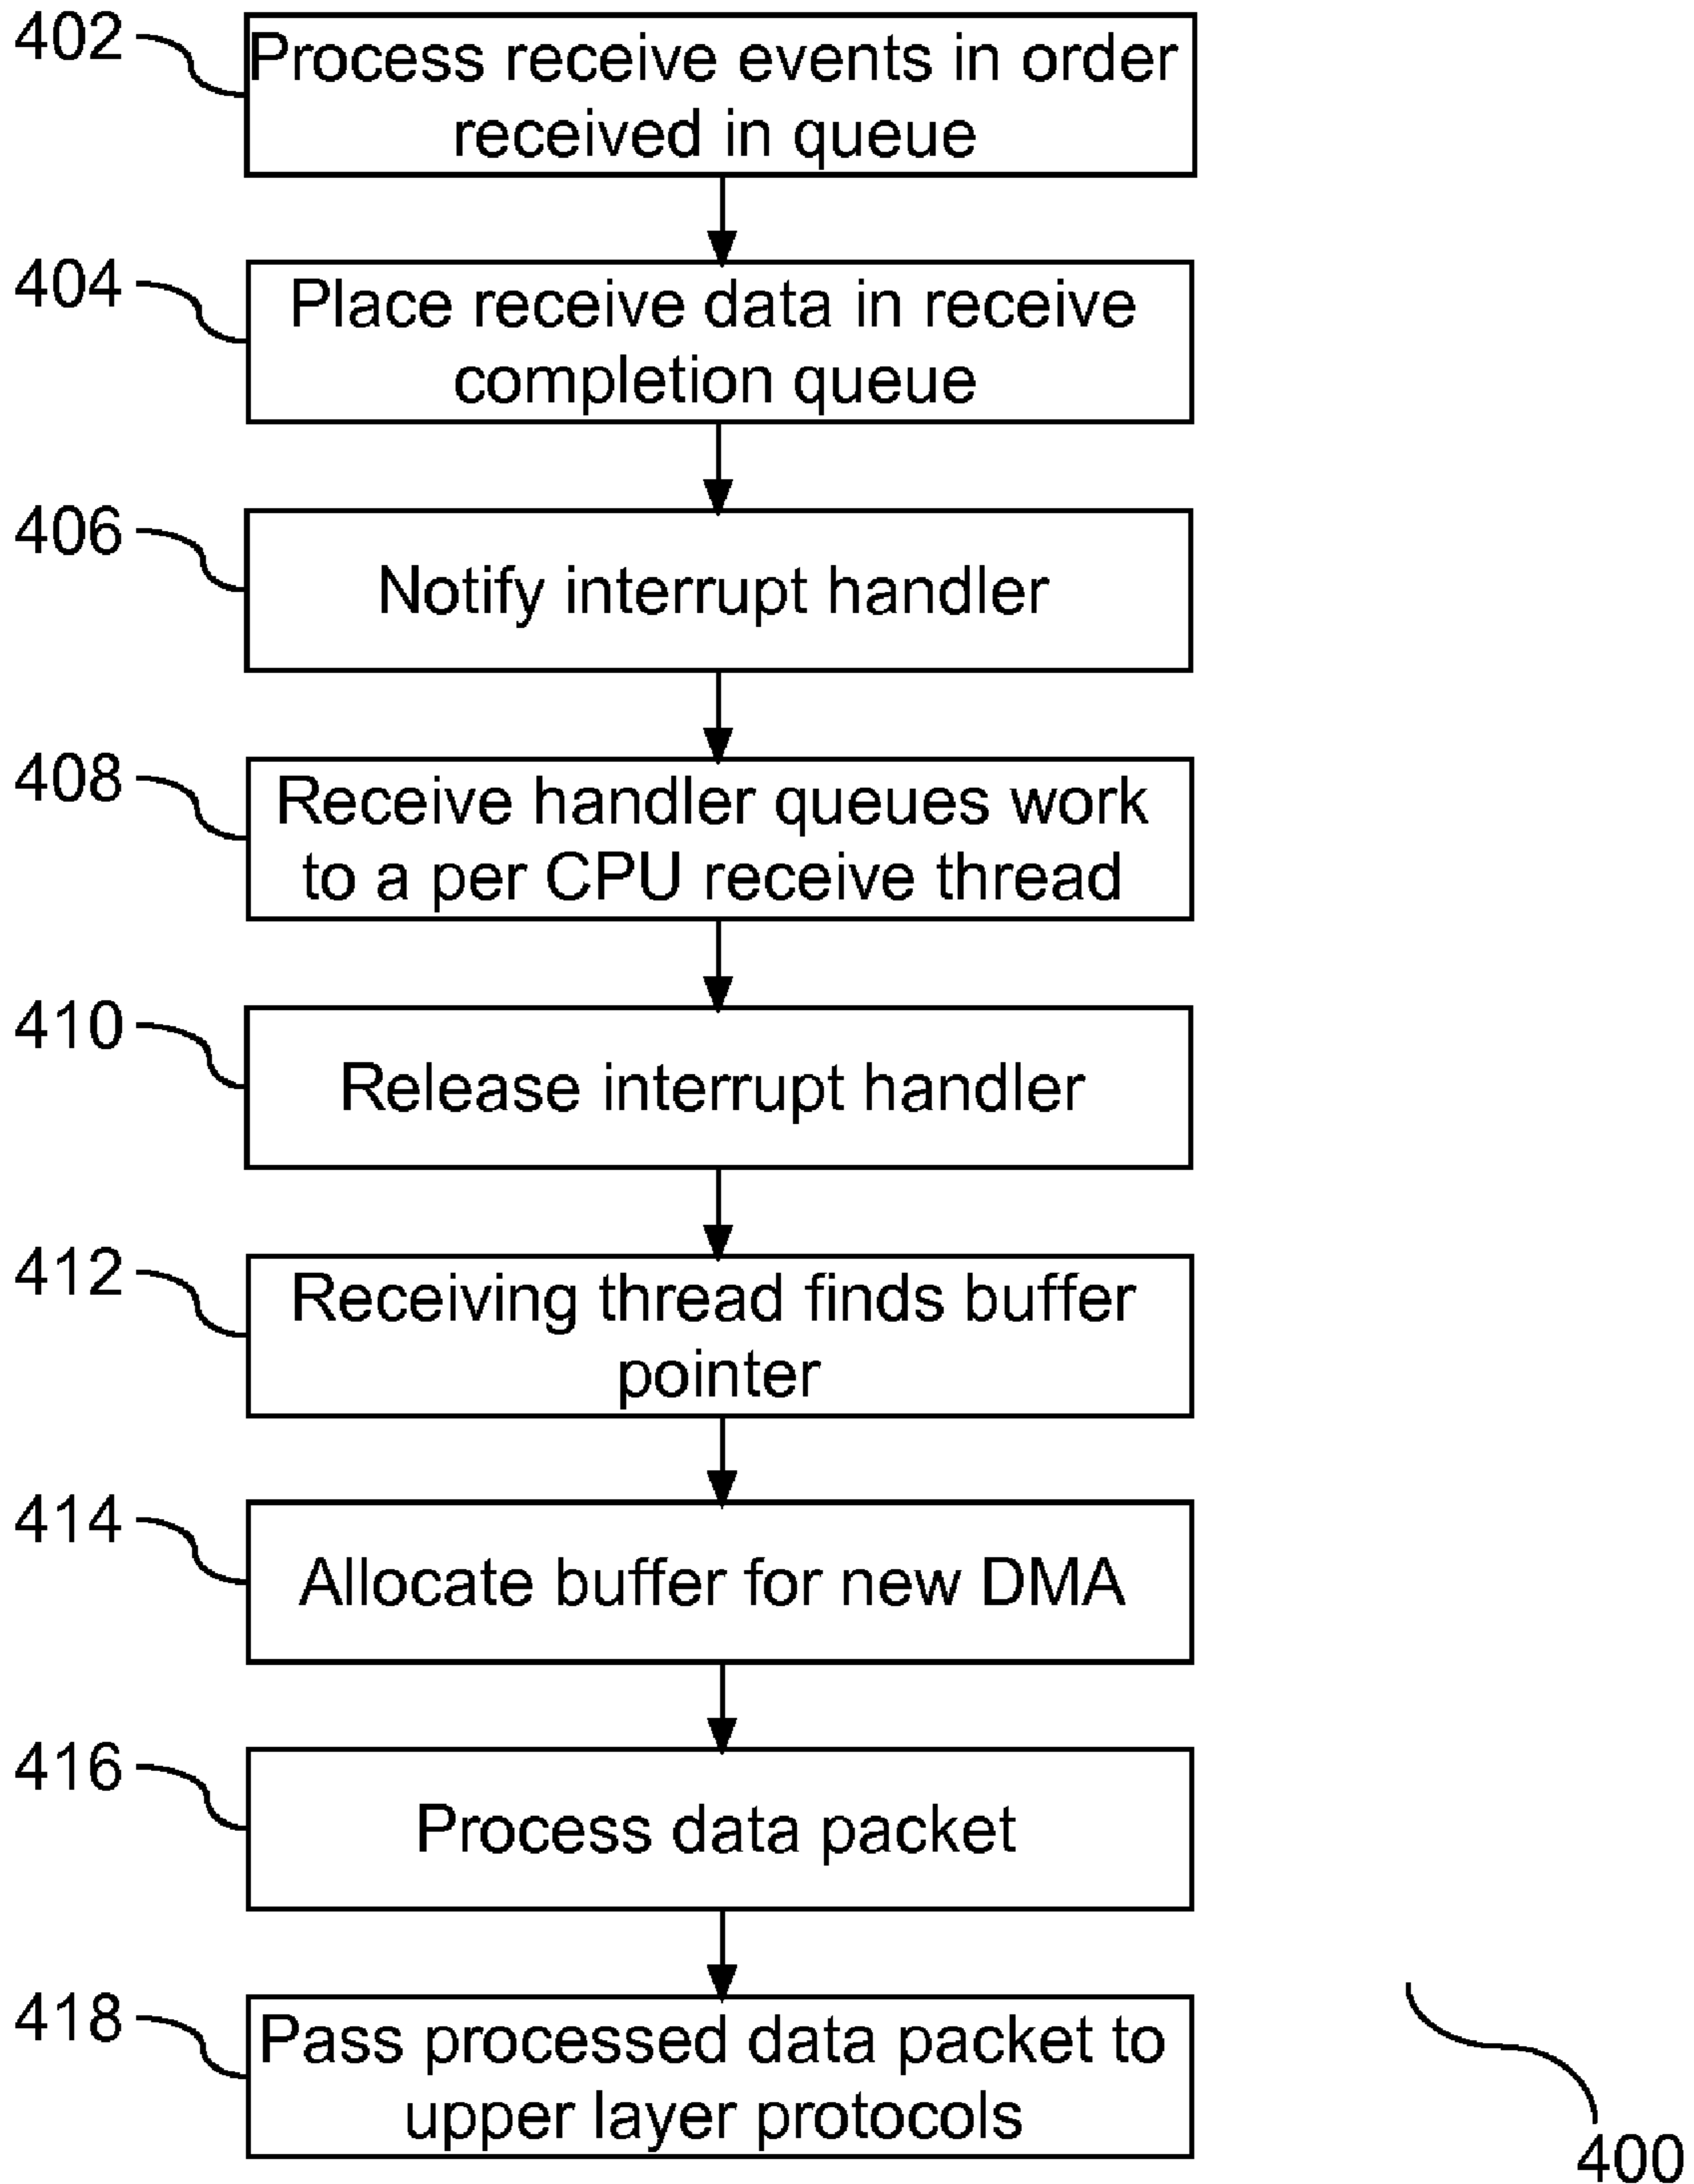 402
Process receive events in order
received in queue
404
Place receive data in receive
completion queue
406
Notify interrupt handler
408
Receive handler queues work
to a per CPU receive thread
410
Release interrupt handler
412
Receiving thread finds buffer
pointer
414
Allocate buffer for new DMA
416
Process data packet
418
Pass processed data packet to
upper layer protocols
400